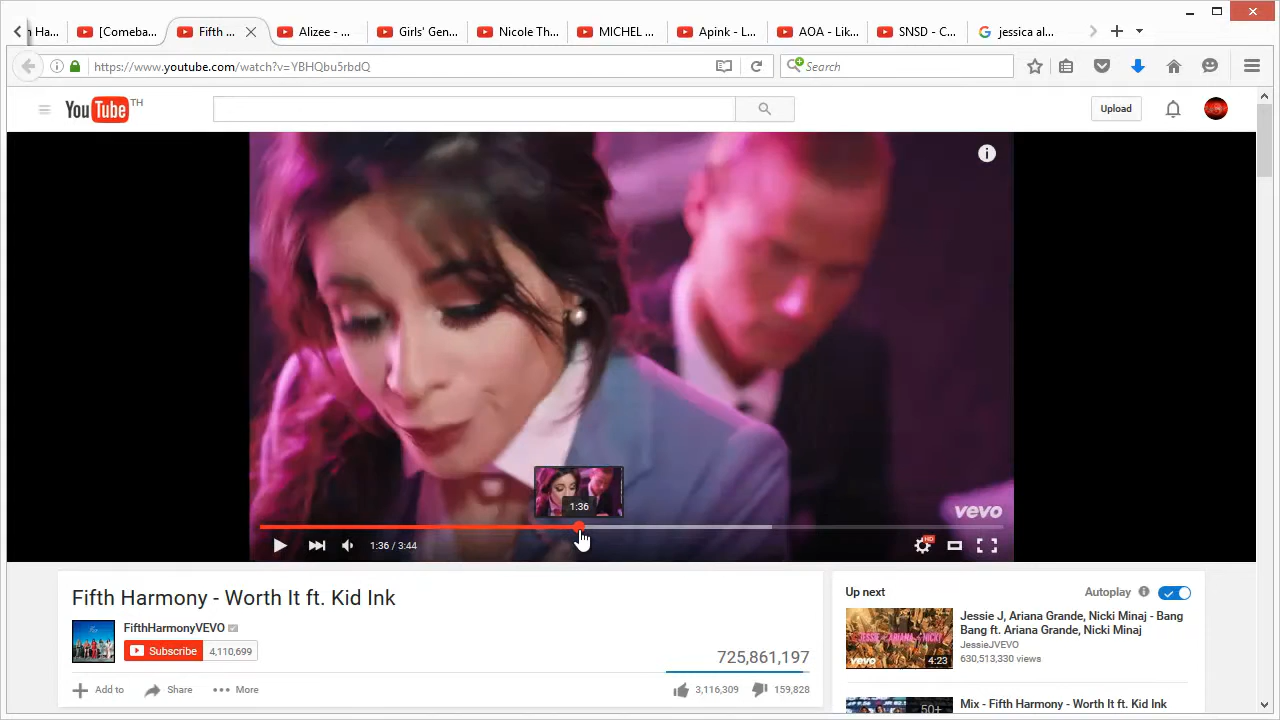 h Ha...
[Comeba...
Fifth ...
Alizee - ...
Girls' Gen...
Nicole Th...
MICHEL ...
Apink - L...
AOA - Lik...
SNSD - C...
jessica al...
https://www.youtube.com/watch?v=YBHQbu5rbdQ
Search
YouTube TH
Upload
vevo
1:36
1:36 / 3:44
HD
Fifth Harmony - Worth It ft. Kid Ink
FifthHarmonyVEVO
Subscribe 4,110,699
725,861,197
Add to
Share
More
3,116,309
159,828
Up next
Autoplay
JESSIE ARIANA NICKI
vevo
4:23
Jessie J, Ariana Grande, Nicki Minaj - Bang
Bang ft. Ariana Grande, Nicki Minaj
JessieJVEVO
630,513,330 views
50+
Mix - Fifth Harmony - Worth It ft. Kid Ink